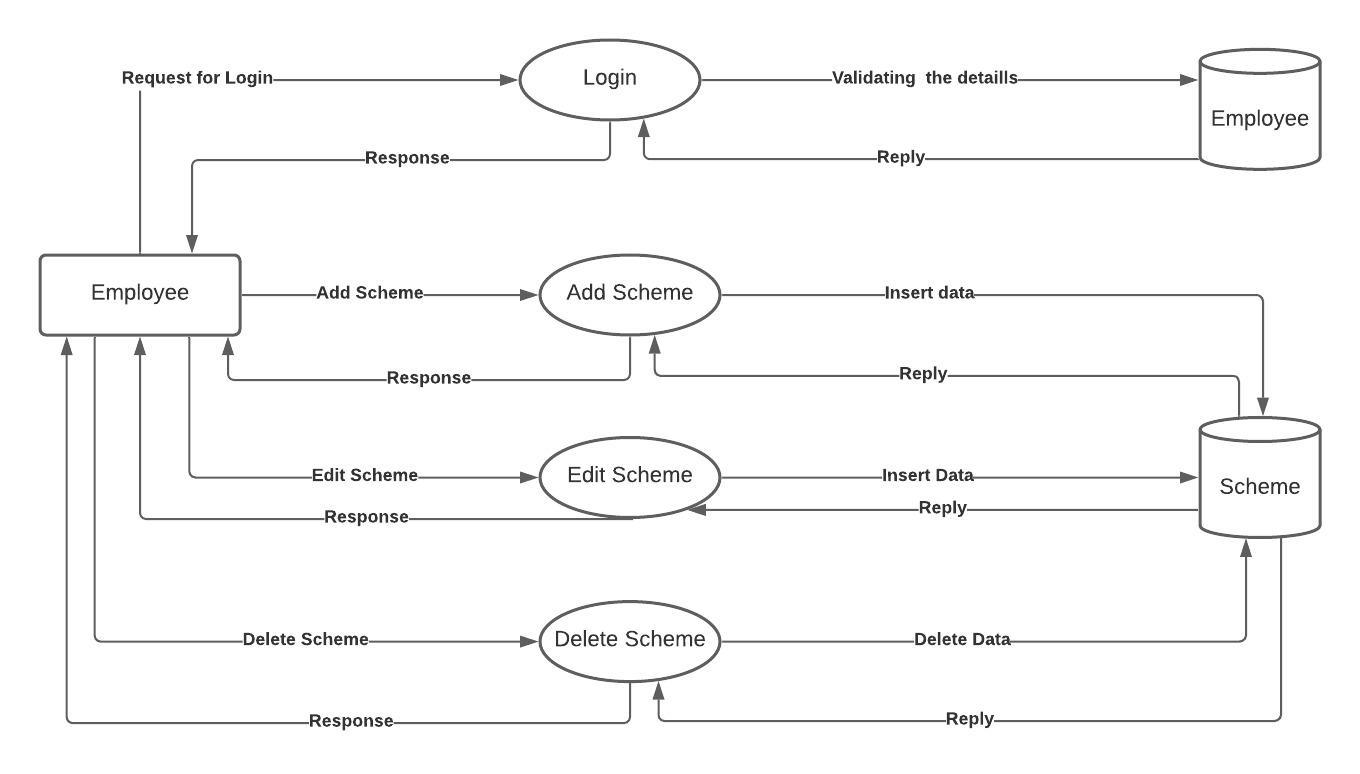 Request for Login
Login
Validating  the detaills
Employee
Response
Reply
Employee
Add Scheme
Add Scheme
Insert data
Response
Reply
Edit Scheme
Edit Scheme
Insert Data
Scheme
Response
Reply
Delete Scheme
Delete Scheme
Delete Data
Response
Reply